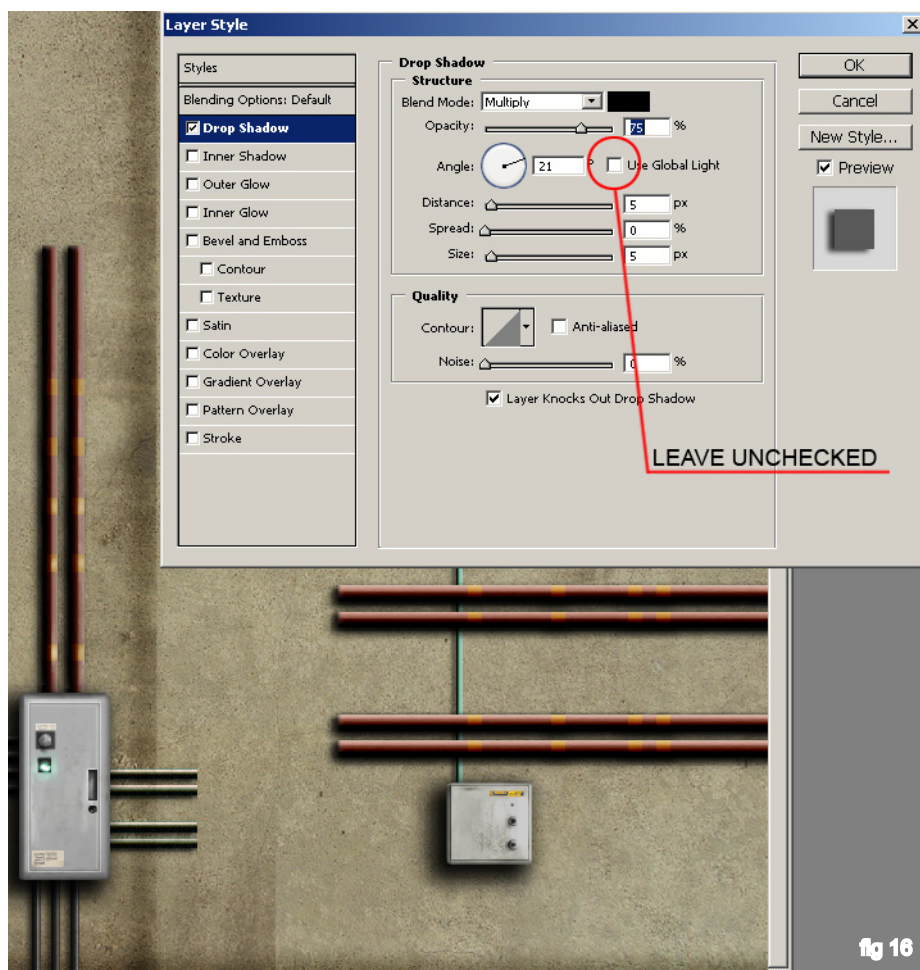 Layer Style
Styles
Blending Options: Default
Drop Shadow
Inner Shadow
Outer Glow
Inner Glow
Bevel and Emboss
Contour
Texture
Satin
Color Overlay
Gradient Overlay
Pattern Overlay
Stroke
Drop Shadow
Structure
Blend Mode: Multiply
Opacity: 75 %
Angle: 21 ° Use Global Light
Distance: 5 px
Spread: 0 %
Size: 5 px
Quality
Contour: Anti-aliased
Noise: 0 %
Layer Knocks Out Drop Shadow
LEAVE UNCHECKED
OK
Cancel
New Style...
Preview
fig 16